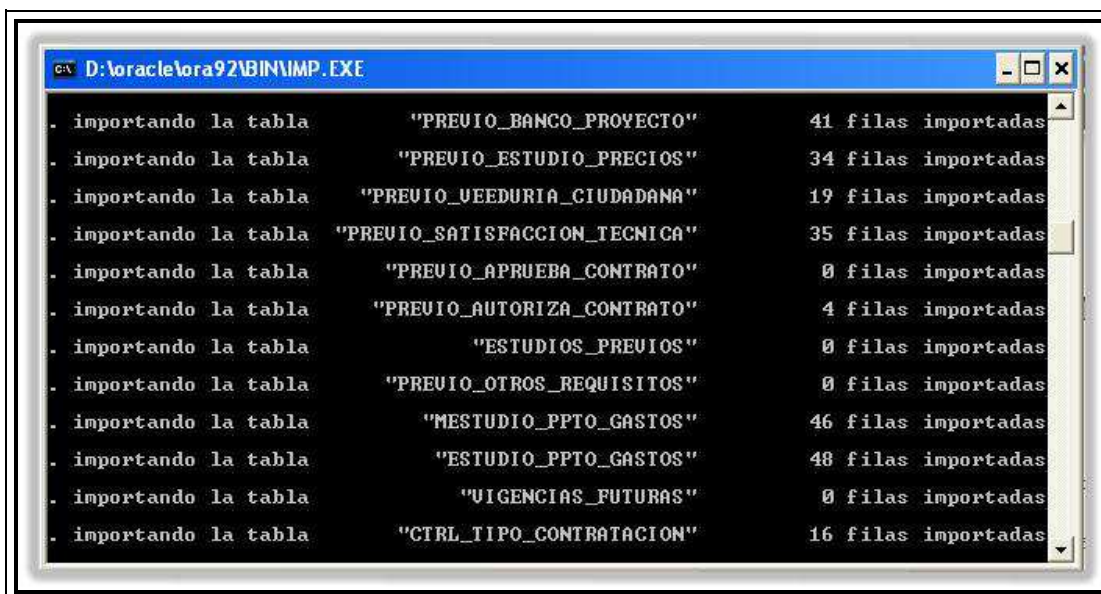 D:\oracle\ora92\BIN\IMP.EXE
. importando la tabla "PREVIO_BANCO_PROYECTO" 41 filas importadas
. importando la tabla "PREVIO_ESTUDIO_PRECIOS" 34 filas importadas
. importando la tabla "PREVIO_VEEDURIA_CIUDADANA" 19 filas importadas
. importando la tabla "PREVIO_SATISFACCION_TECNICA" 35 filas importadas
. importando la tabla "PREVIO_APRUEBA_CONTRATO" 0 filas importadas
. importando la tabla "PREVIO_AUTORIZA_CONTRATO" 4 filas importadas
. importando la tabla "ESTUDIOS_PREVIOS" 0 filas importadas
. importando la tabla "PREVIO_OTROS_REQUISITOS" 0 filas importadas
. importando la tabla "MESTUDIO_PPTO_GASTOS" 46 filas importadas
. importando la tabla "ESTUDIO_PPTO_GASTOS" 48 filas importadas
. importando la tabla "VIGENCIAS_FUTURAS" 0 filas importadas
. importando la tabla "CTRL_TIPO_CONTRATACION" 16 filas importadas